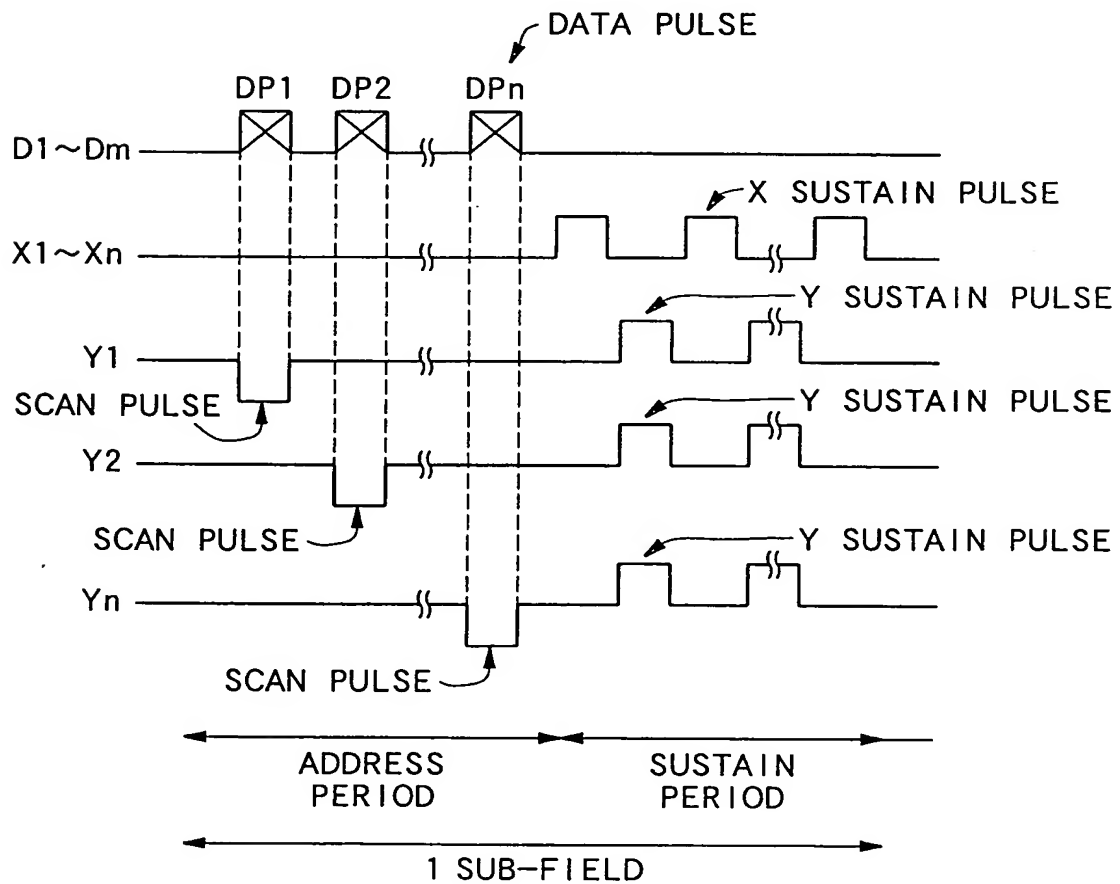 DATA PULSE
DP1 DP2 DPn
D1~Dm
X SUSTAIN PULSE
X1~Xn
Y SUSTAIN PULSE
Y1
SCAN PULSE
Y SUSTAIN PULSE
Y2
SCAN PULSE
Y SUSTAIN PULSE
Yn
SCAN PULSE
ADDRESS PERIOD
SUSTAIN PERIOD
1 SUB-FIELD